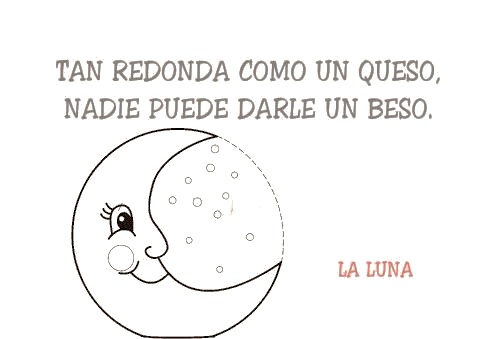 TAN REDONDA COMO UN QUESO,
NADIE PUEDE DARLE UN BESO.
LA LUNA